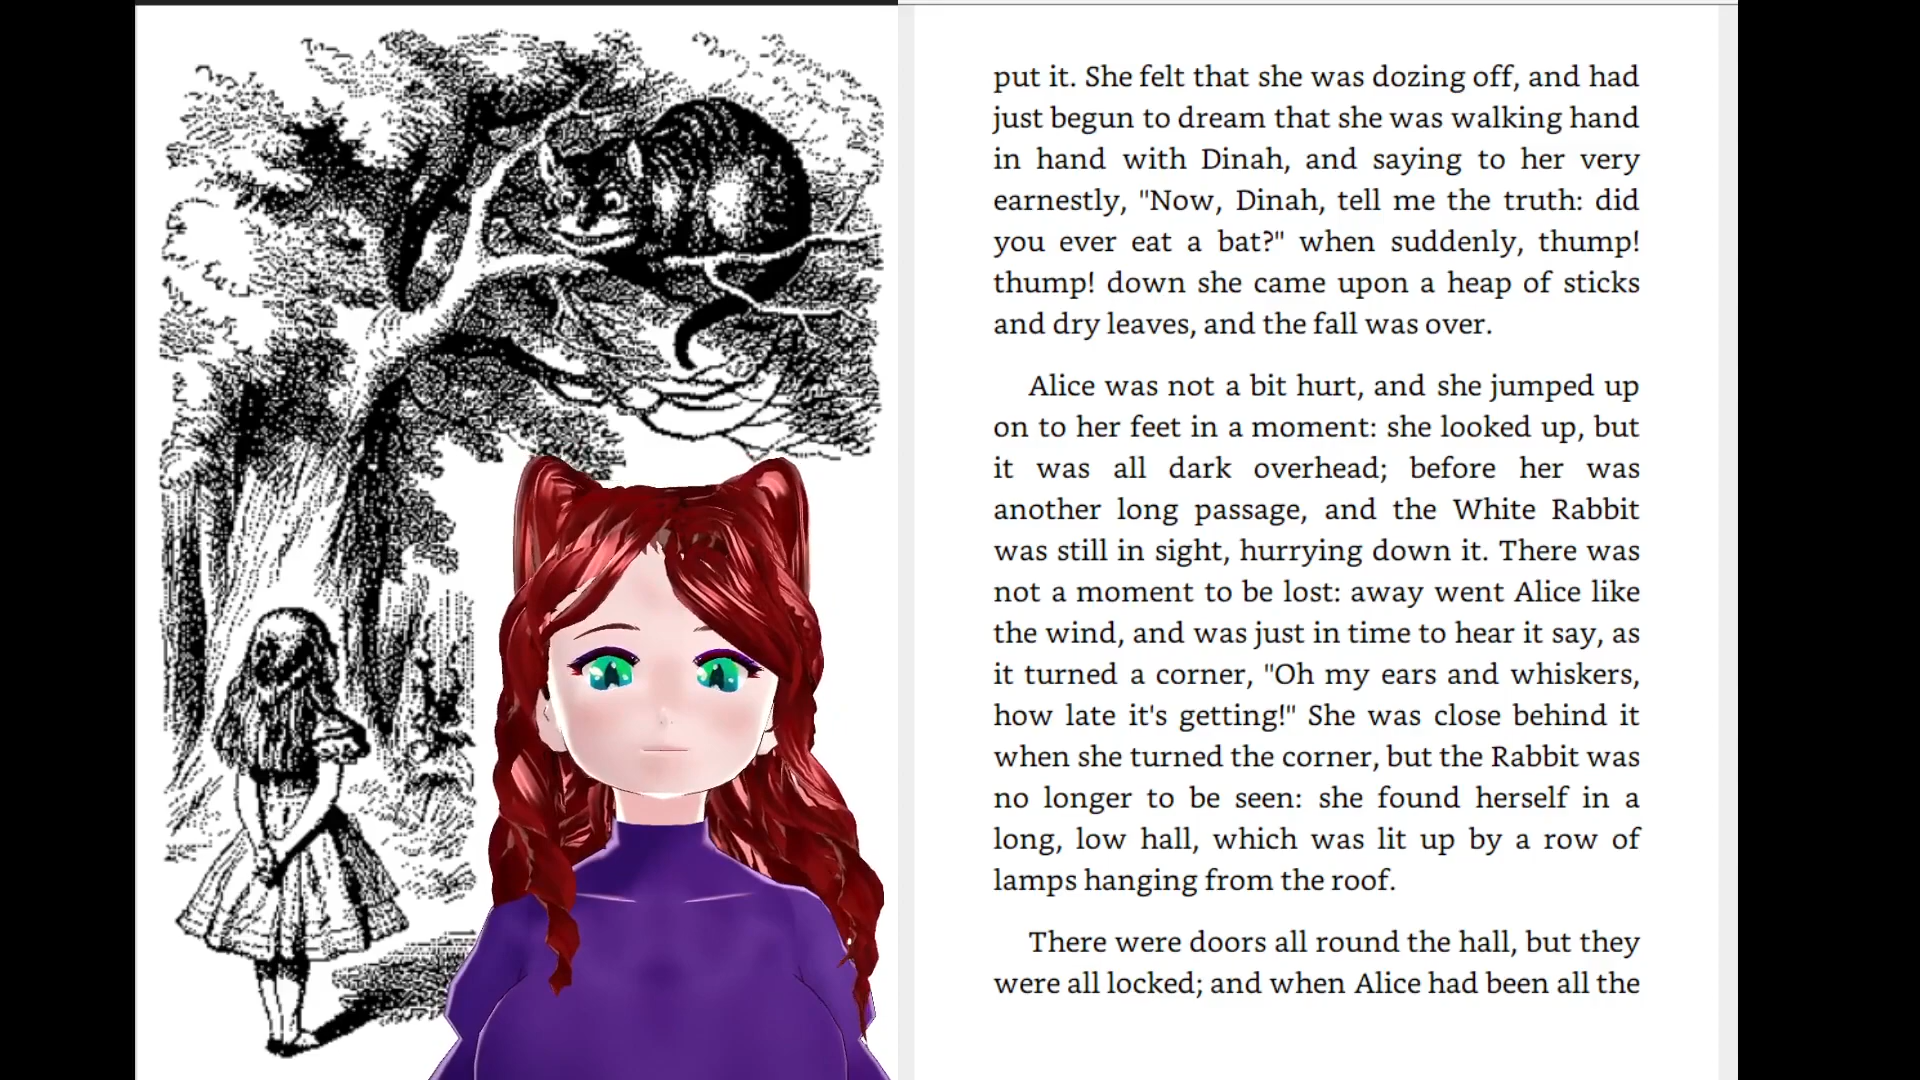 put it. She felt that she was dozing off, and had
just begun to dream that she was walking hand
in hand with Dinah, and saying to her very
earnestly, "Now, Dinah, tell me the truth: did
you ever eat a bat?" when suddenly, thump!
thump! down she came upon a heap of sticks
and dry leaves, and the fall was over.
Alice was not a bit hurt, and she jumped up
on to her feet in a moment: she looked up, but
it was all dark overhead; before her was
another long passage, and the White Rabbit
was still in sight, hurrying down it. There was
not a moment to be lost: away went Alice like
the wind, and was just in time to hear it say, as
it turned a corner, "Oh my ears and whiskers,
how late it's getting!" She was close behind it
when she turned the corner, but the Rabbit was
no longer to be seen: she found herself in a
long, low hall, which was lit up by a row of
lamps hanging from the roof.
There were doors all round the hall, but they
were all locked; and when Alice had been all the